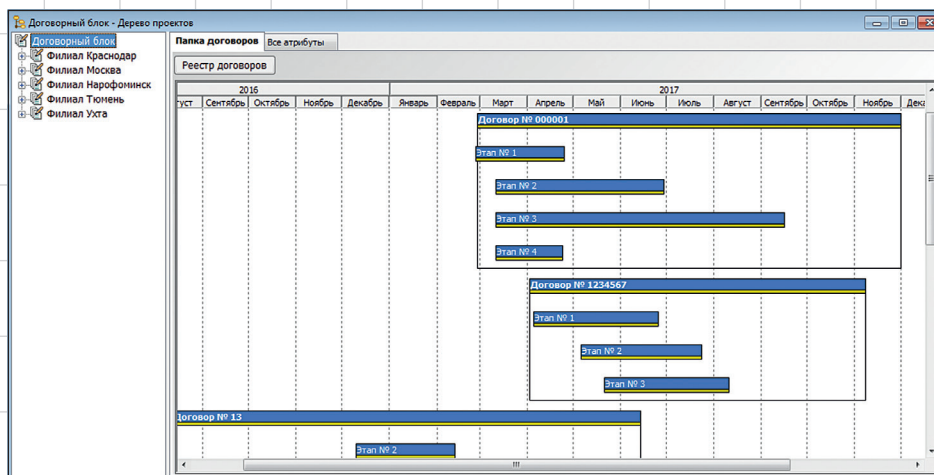 Договорный блок - Дерево проектов
Договорный блок
Филиал Краснодар
Филиал Москва
Филиал Нарофоминск
Филиал Тюмень
Филиал Ухта
Папка договоров Все атрибуты
Реестр договоров
2016 2017
уст Сентябрь Октябрь Ноябрь Декабрь Январь Февраль Март Апрель Май Июнь Июль Август Сентябрь Октябрь Ноябрь Дека
Договор № 000001
Этап № 1
Этап № 2
Этап № 3
Этап № 4
Договор № 1234567
Этап № 1
Этап № 2
Этап № 3
Договор № 13
Этап № 2